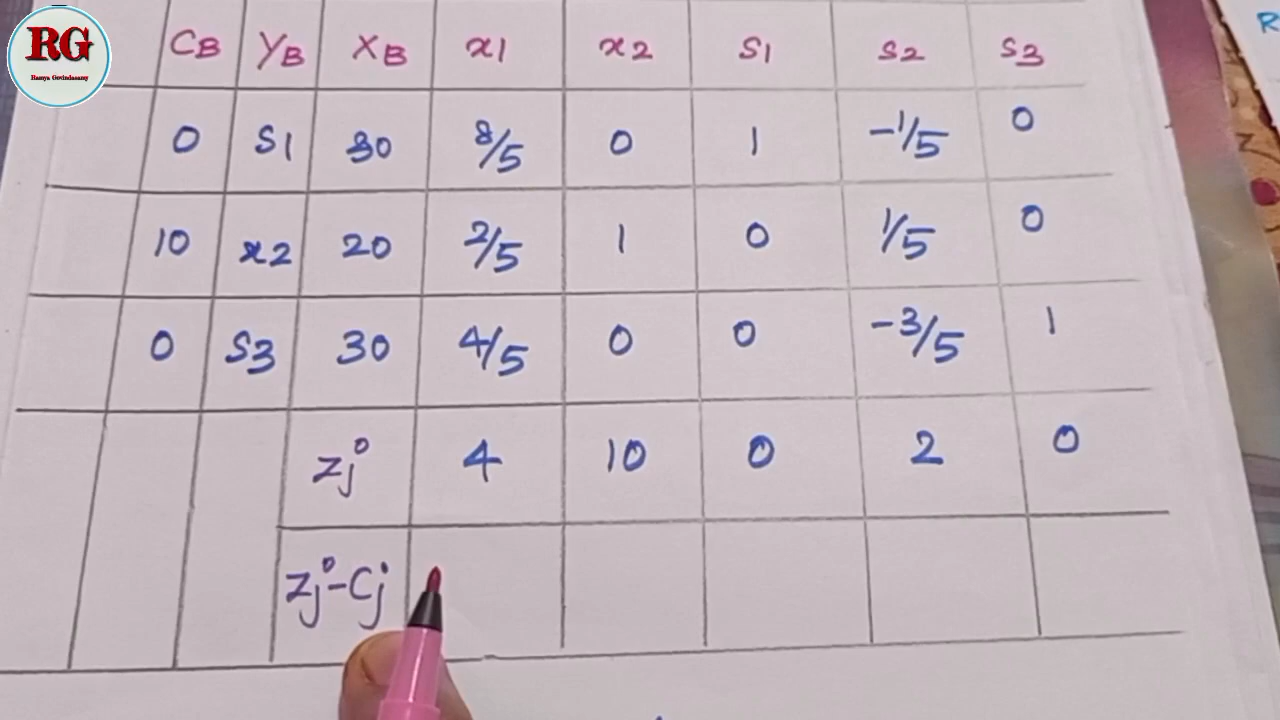 RG
Ramya Govindasamy
R
CB YB XB x1 x2 S1 S2 S3
0 S1 30 8/5 0 1 -1/5 0
10 x2 20 2/5 1 0 1/5 0
0 S3 30 4/5 0 0 -3/5 1
Zj 4 10 0 2 0
Zj-Cj